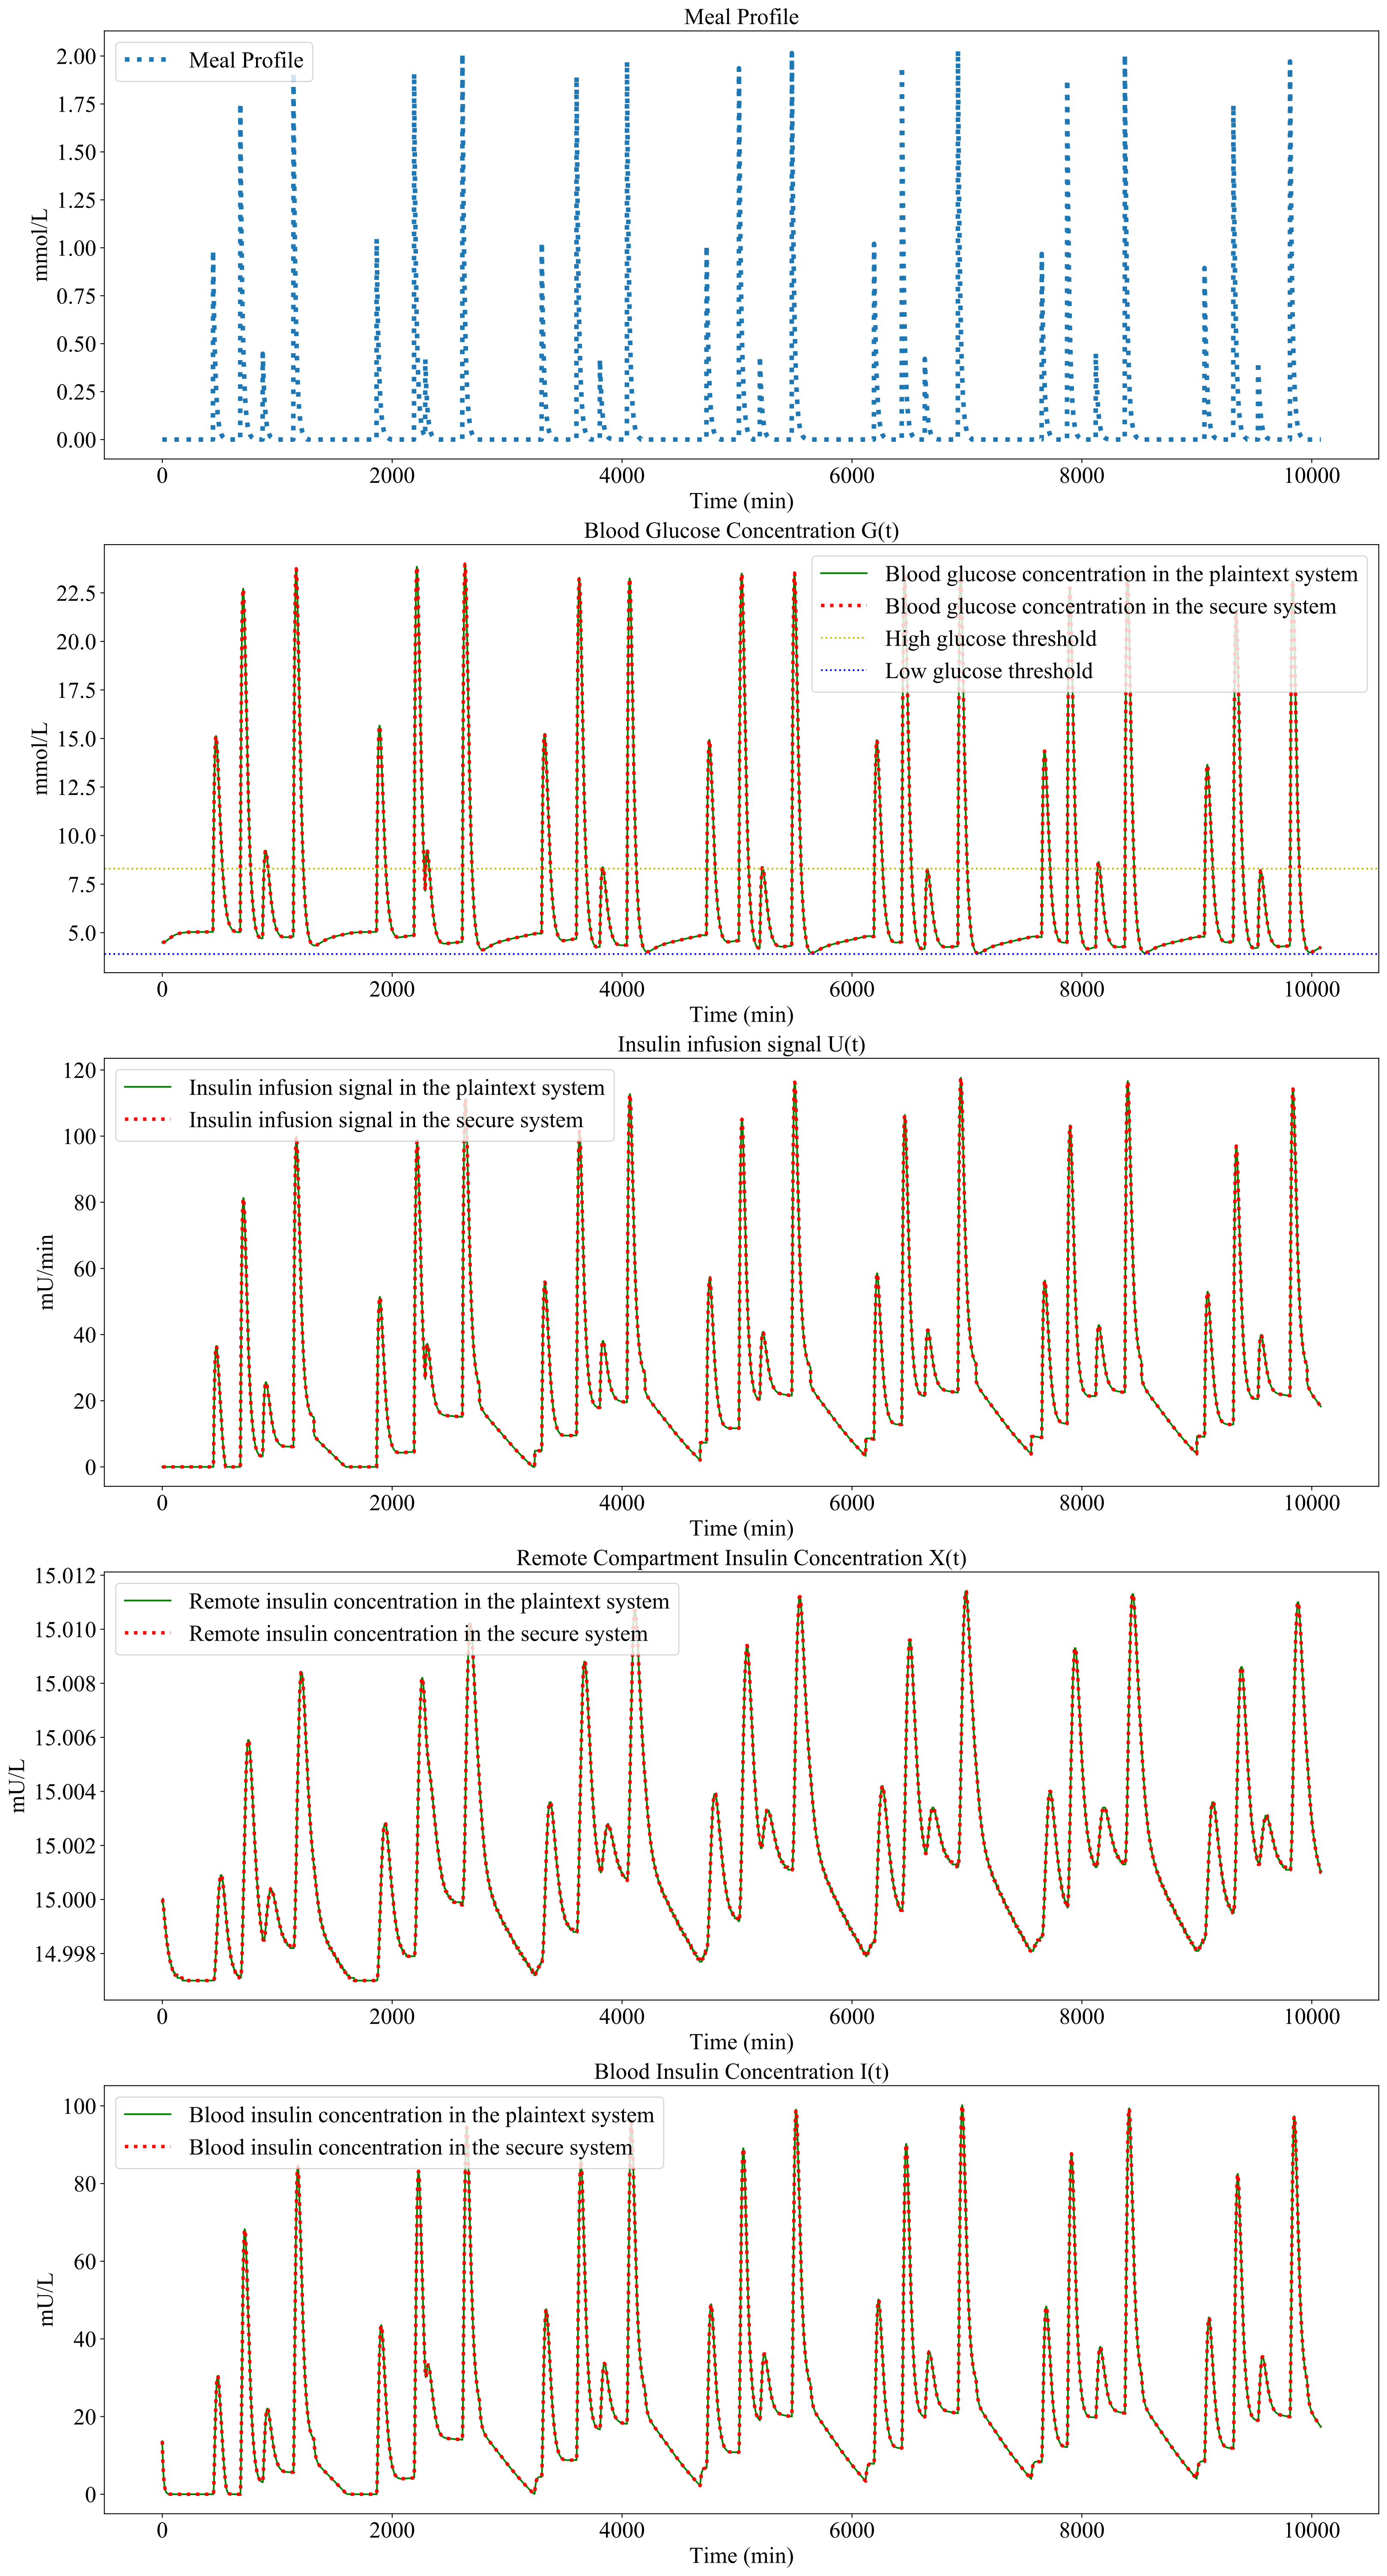 Meal Profile
Meal Profile
2.00
1.75
1.50
1.25
1.00
0.75
0.50
0.25
0.00
mmol/L
0 2000 4000 6000 8000 10000
Time (min)
Blood Glucose Concentration G(t)
Blood glucose concentration in the plaintext system
Blood glucose concentration in the secure system
High glucose threshold
Low glucose threshold
22.5
20.0
17.5
15.0
12.5
10.0
7.5
5.0
mmol/L
0 2000 4000 6000 8000 10000
Time (min)
Insulin infusion signal U(t)
Insulin infusion signal in the plaintext system
Insulin infusion signal in the secure system
120
100
80
60
40
20
0
mU/min
0 2000 4000 6000 8000 10000
Time (min)
Remote Compartment Insulin Concentration X(t)
Remote insulin concentration in the plaintext system
Remote insulin concentration in the secure system
15.012
15.010
15.008
15.006
15.004
15.002
15.000
14.998
mU/L
0 2000 4000 6000 8000 10000
Time (min)
Blood Insulin Concentration I(t)
Blood insulin concentration in the plaintext system
Blood insulin concentration in the secure system
100
80
60
40
20
0
mU/L
0 2000 4000 6000 8000 10000
Time (min)